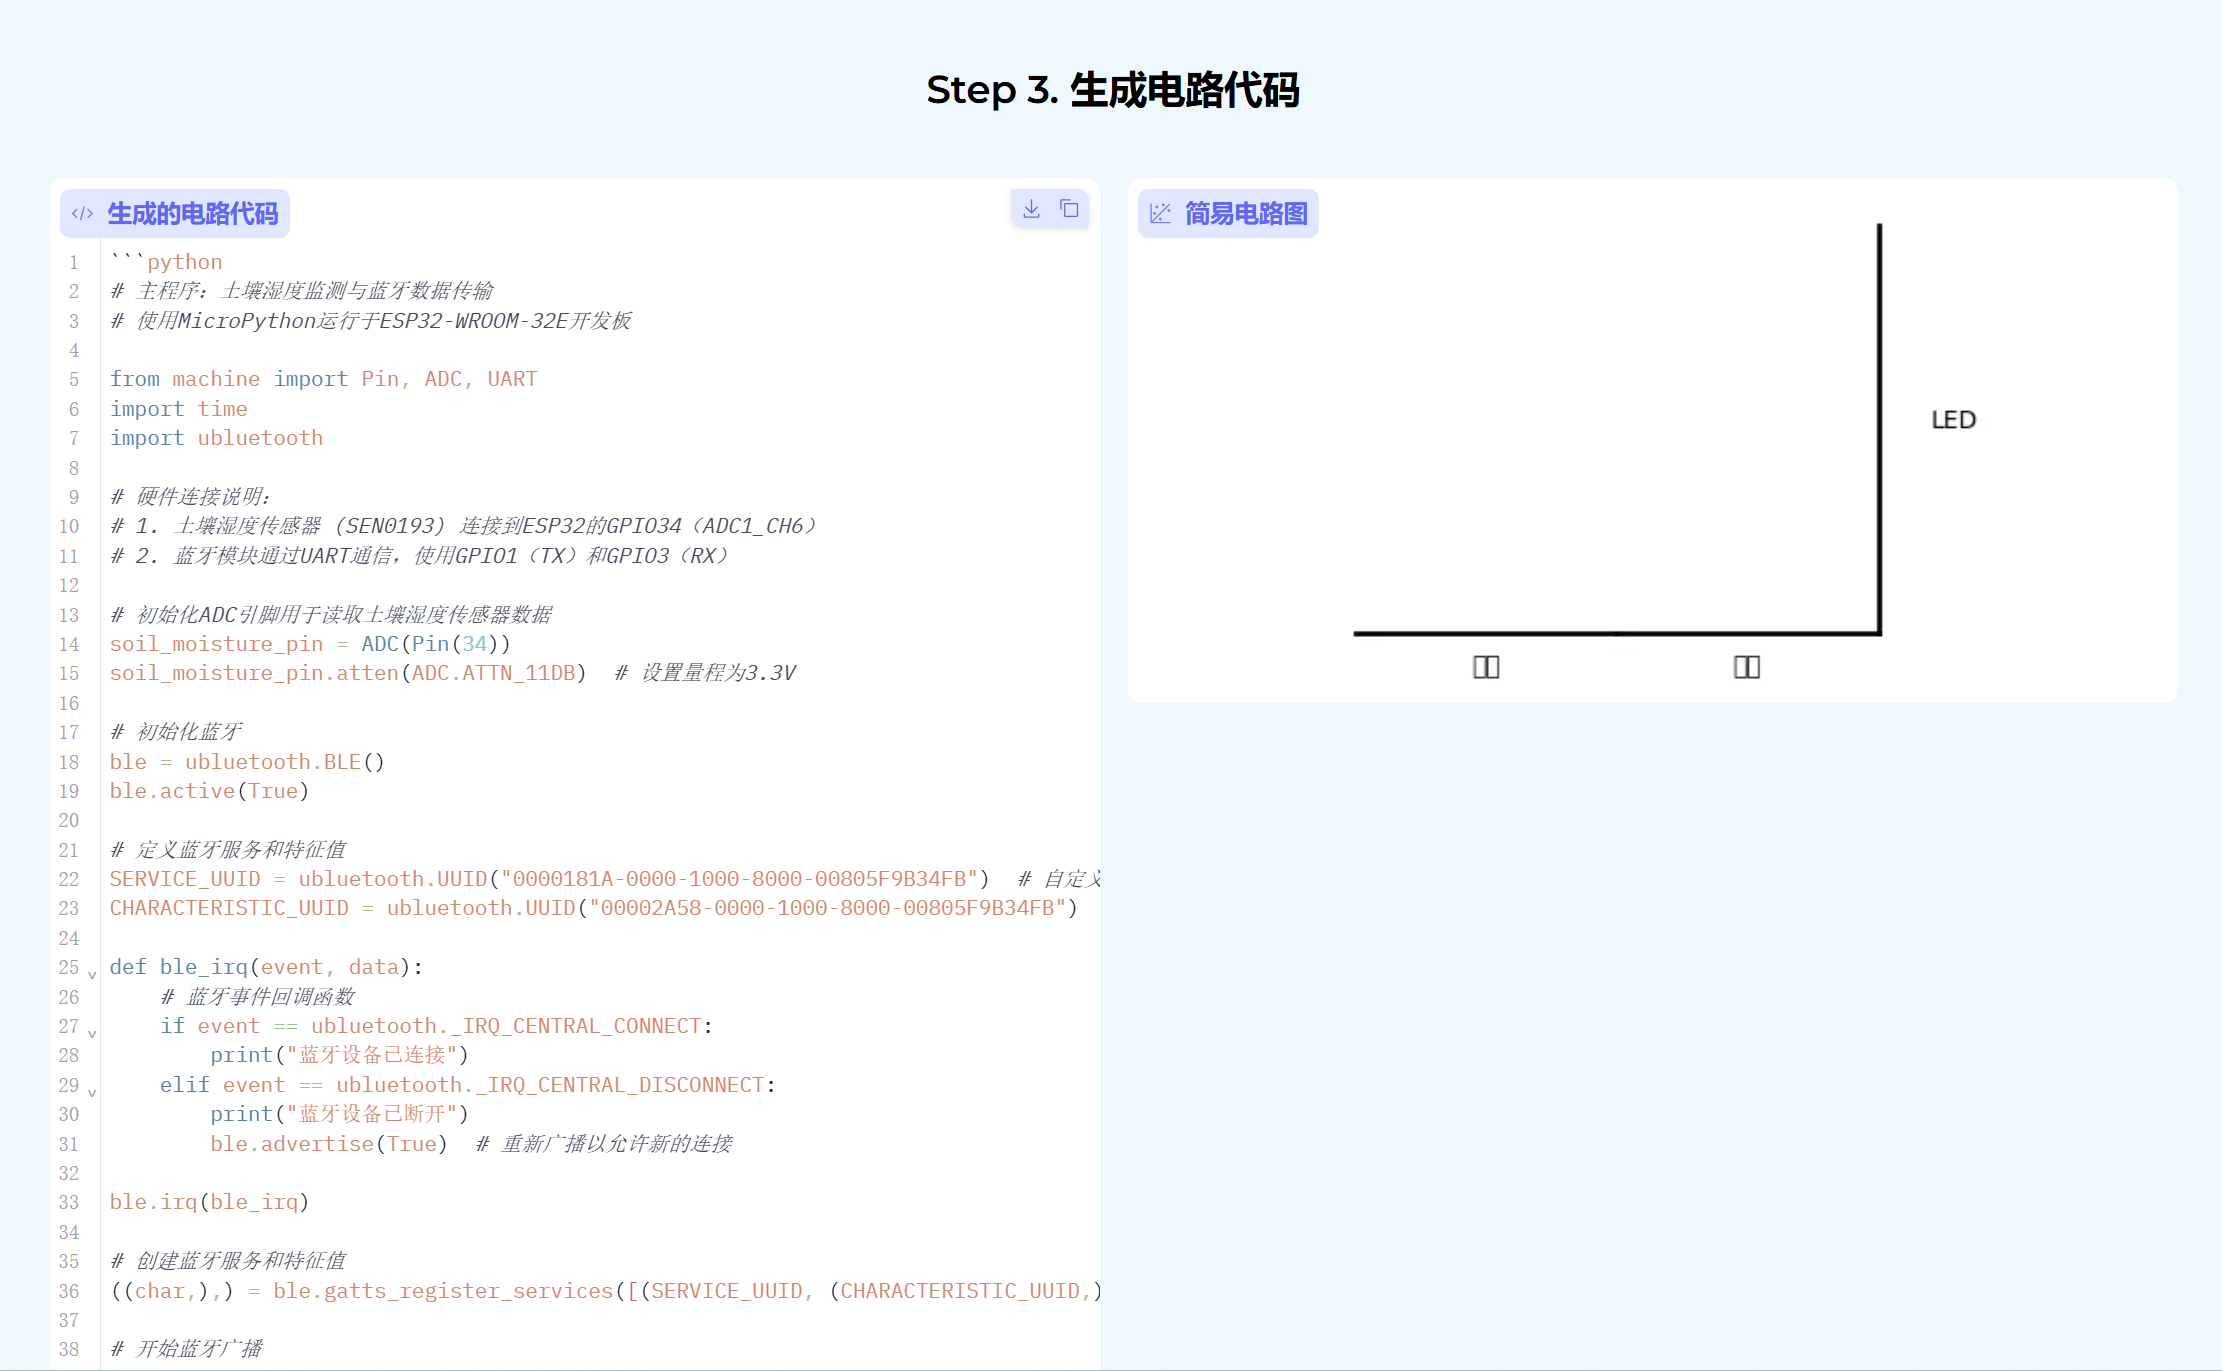 Step 3. 生成电路代码
</> 生成的电路代码
1 ```python
2 # 主程序：土壤湿度监测与蓝牙数据传输
3 # 使用MicroPython运行于ESP32-WROOM-32E开发板
4
5 from machine import Pin, ADC, UART
6 import time
7 import ubluetooth
8
9 # 硬件连接说明：
10 # 1. 土壤湿度传感器 (SEN0193) 连接到ESP32的GPIO34（ADC1_CH6）
11 # 2. 蓝牙模块通过UART通信，使用GPIO1（TX）和GPIO3（RX）
12
13 # 初始化ADC引脚用于读取土壤湿度传感器数据
14 soil_moisture_pin = ADC(Pin(34))
15 soil_moisture_pin.atten(ADC.ATTN_11DB)  # 设置量程为3.3V
16
17 # 初始化蓝牙
18 ble = ubluetooth.BLE()
19 ble.active(True)
20
21 # 定义蓝牙服务和特征值
22 SERVICE_UUID = ubluetooth.UUID("0000181A-0000-1000-8000-00805F9B34FB")  # 自定义
23 CHARACTERISTIC_UUID = ubluetooth.UUID("00002A58-0000-1000-8000-00805F9B34FB")
24
25 def ble_irq(event, data):
26     # 蓝牙事件回调函数
27     if event == ubluetooth._IRQ_CENTRAL_CONNECT:
28         print("蓝牙设备已连接")
29     elif event == ubluetooth._IRQ_CENTRAL_DISCONNECT:
30         print("蓝牙设备已断开")
31         ble.advertise(True)  # 重新广播以允许新的连接
32
33 ble.irq(ble_irq)
34
35 # 创建蓝牙服务和特征值
36 ((char,),) = ble.gatts_register_services([(SERVICE_UUID, (CHARACTERISTIC_UUID,)
37
38 # 开始蓝牙广播
简易电路图
LED